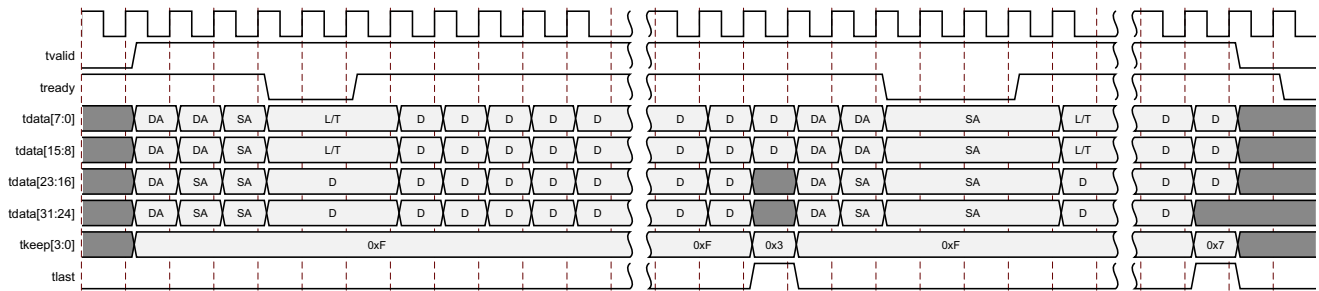 tvalid
tready
tdata[7:0] DA DA SA L/T D D D D D D D D DA DA SA L/T D D
tdata[15:8] DA DA SA L/T D D D D D D D D DA DA SA L/T D D
tdata[23:16] DA SA SA D D D D D D D D DA SA SA D D D
tdata[31:24] DA SA SA D D D D D D D D DA SA SA D D
tkeep[3:0] 0xF 0xF 0x3 0xF 0x7
tlast